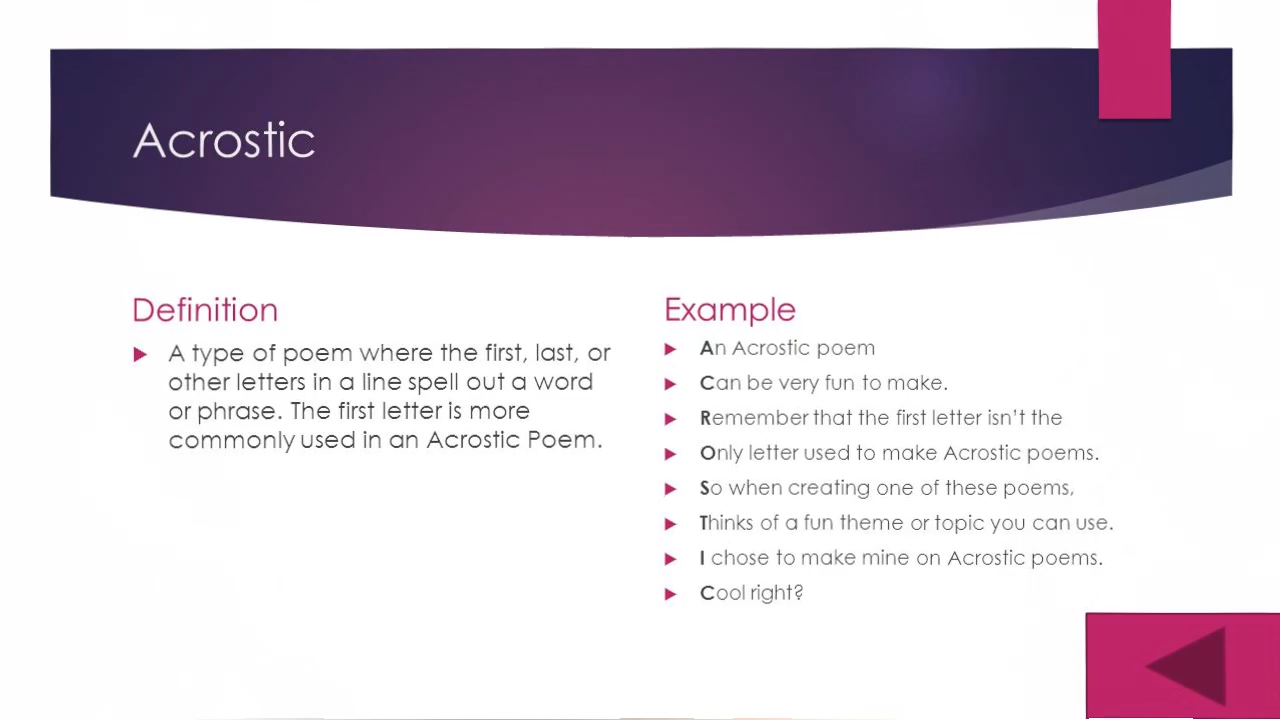 Acrostic
Definition
A type of poem where the first, last, or
other letters in a line spell out a word
or phrase. The first letter is more
commonly used in an Acrostic Poem.
Example
An Acrostic poem
Can be very fun to make.
Remember that the first letter isn't the
Only letter used to make Acrostic poems.
So when creating one of these poems,
Thinks of a fun theme or topic you can use.
I chose to make mine on Acrostic poems.
Cool right?